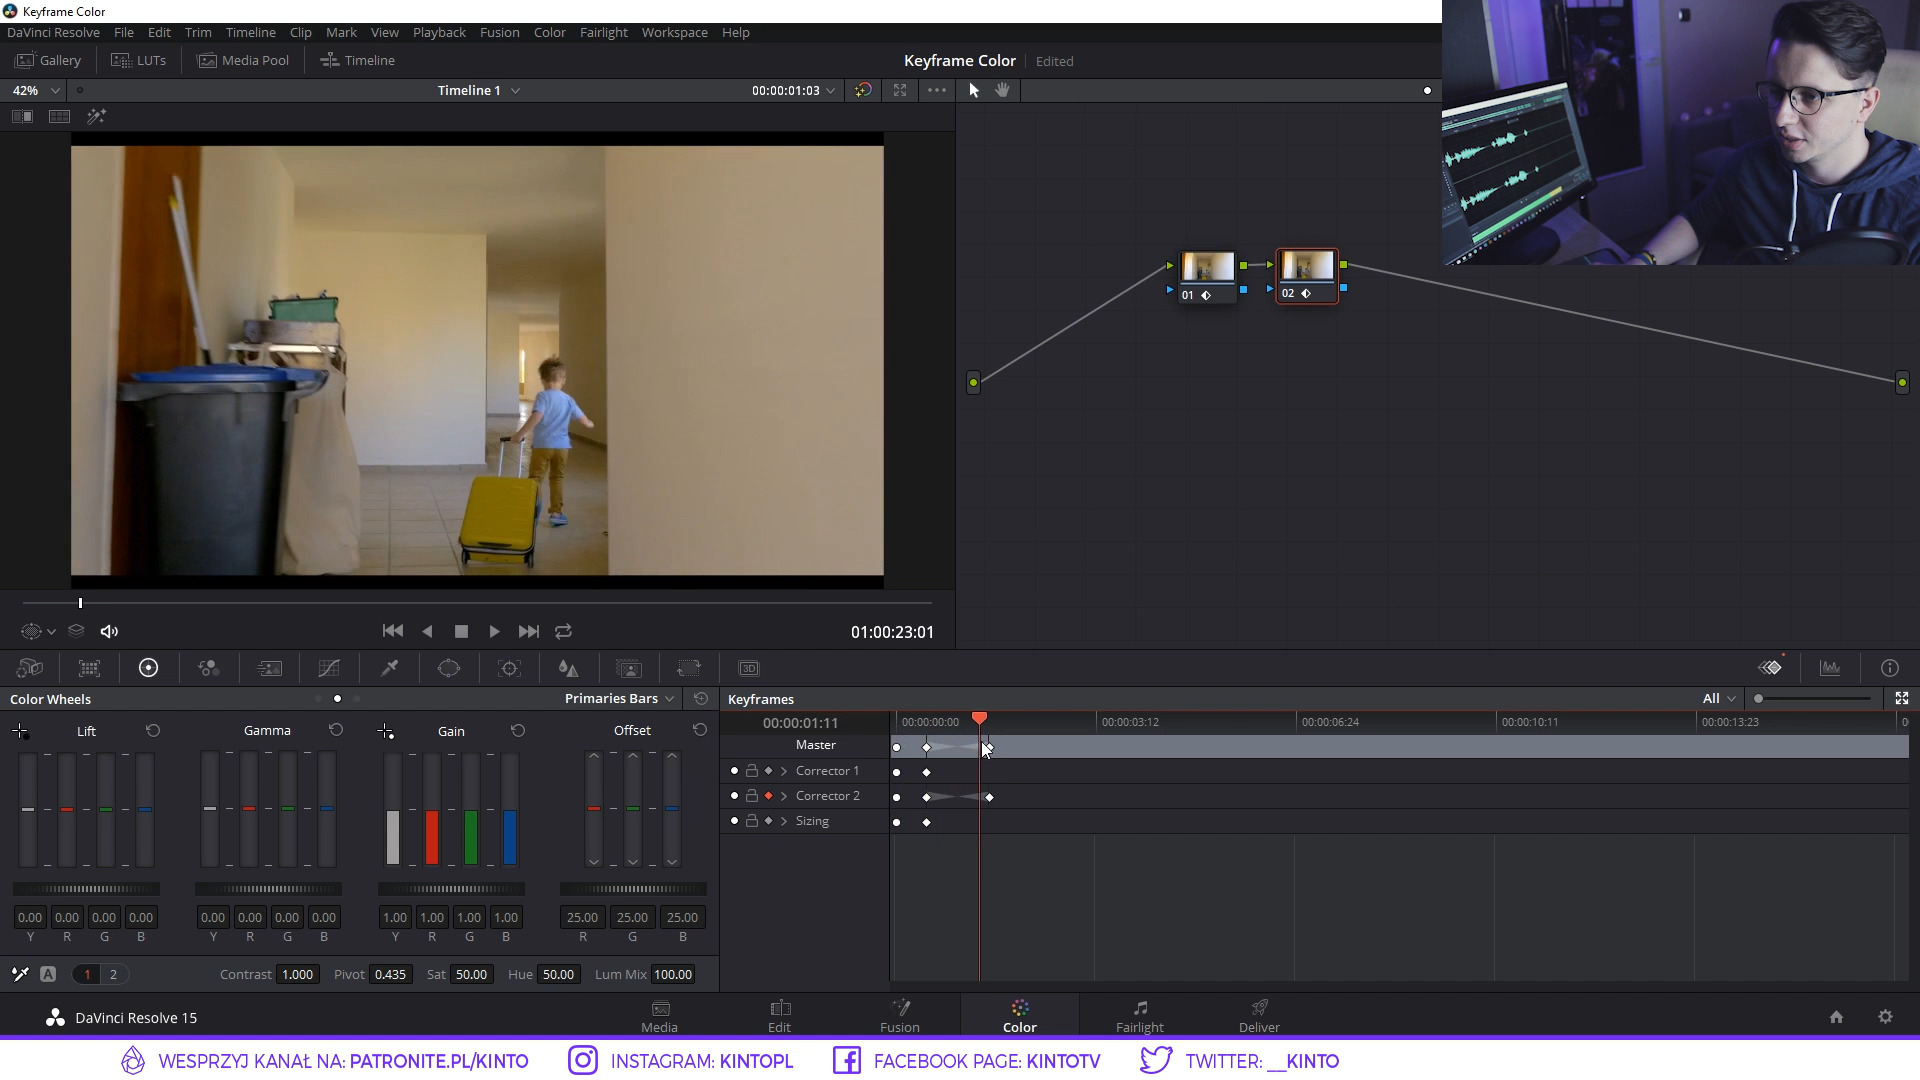 Keyframe Color
DaVinci Resolve File Edit Trim Timeline Clip Mark View Playback Fusion Color Fairlight Workspace Help
Gallery LUTs Media Pool Timeline Keyframe Color Edited
42% Timeline 1 00:00:01:03
01 02
01:00:23:01
Color Wheels Primaries Bars
Lift Gamma Gain Offset
0.00 0.00 0.00 0.00 0.00 0.00 0.00 0.00 1.00 1.00 1.00 1.00 25.00 25.00 25.00
Y R G B Y R G B Y R G B R G B
A 1 2 Contrast 1.000 Pivot 0.435 Sat 50.00 Hue 50.00 Lum Mix 100.00
3D
Keyframes All
00:00:01:11 00:00:00:00 00:00:03:12 00:00:06:24 00:00:10:11 00:00:13:23 0
Master
Corrector 1
Corrector 2
Sizing
DaVinci Resolve 15 Media Edit Fusion Color Fairlight Deliver
WESPRZYJ KANAŁ NA: PATRONITE.PL/KINTO INSTAGRAM: KINTOPL FACEBOOK PAGE: KINTOTV TWITTER: __KINTO